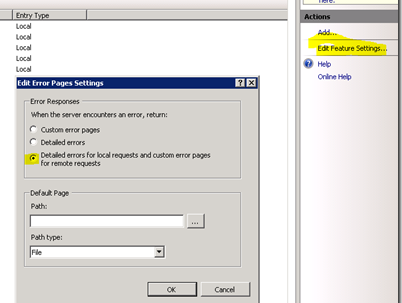 Entry Type
Local
Local
Local
Local
Local
here.
Actions
Add...
Edit Feature Settings...
Help
Online Help
Edit Error Pages Settings
Error Responses
When the server encounters an error, return:
Custom error pages
Detailed errors
Detailed errors for local requests and custom error pages
for remote requests
Default Page
Path:
...
Path type:
File
OK
Cancel